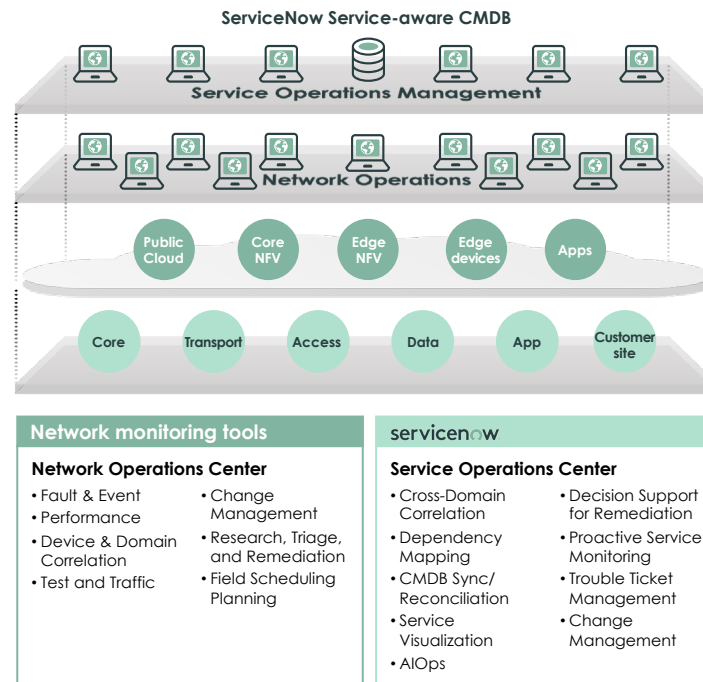 ServiceNow Service-aware CMDB
Service Operations Management
Network Operations
Public
Cloud
Core
NFV
Edge
NFV
Edge
devices
Apps
Core
Transport
Access
Data
App
Customer
site
Network monitoring tools
Network Operations Center
• Fault & Event
• Performance
• Device & Domain
Correlation
• Test and Traffic
• Change
Management
• Research, Triage,
and Remediation
• Field Scheduling
Planning
servicenow
Service Operations Center
• Cross-Domain
Correlation
• Dependency
Mapping
• CMDB Sync/
Reconciliation
• Service
Visualization
• AIOps
• Decision Support
for Remediation
• Proactive Service
Monitoring
• Trouble Ticket
Management
• Change
Management